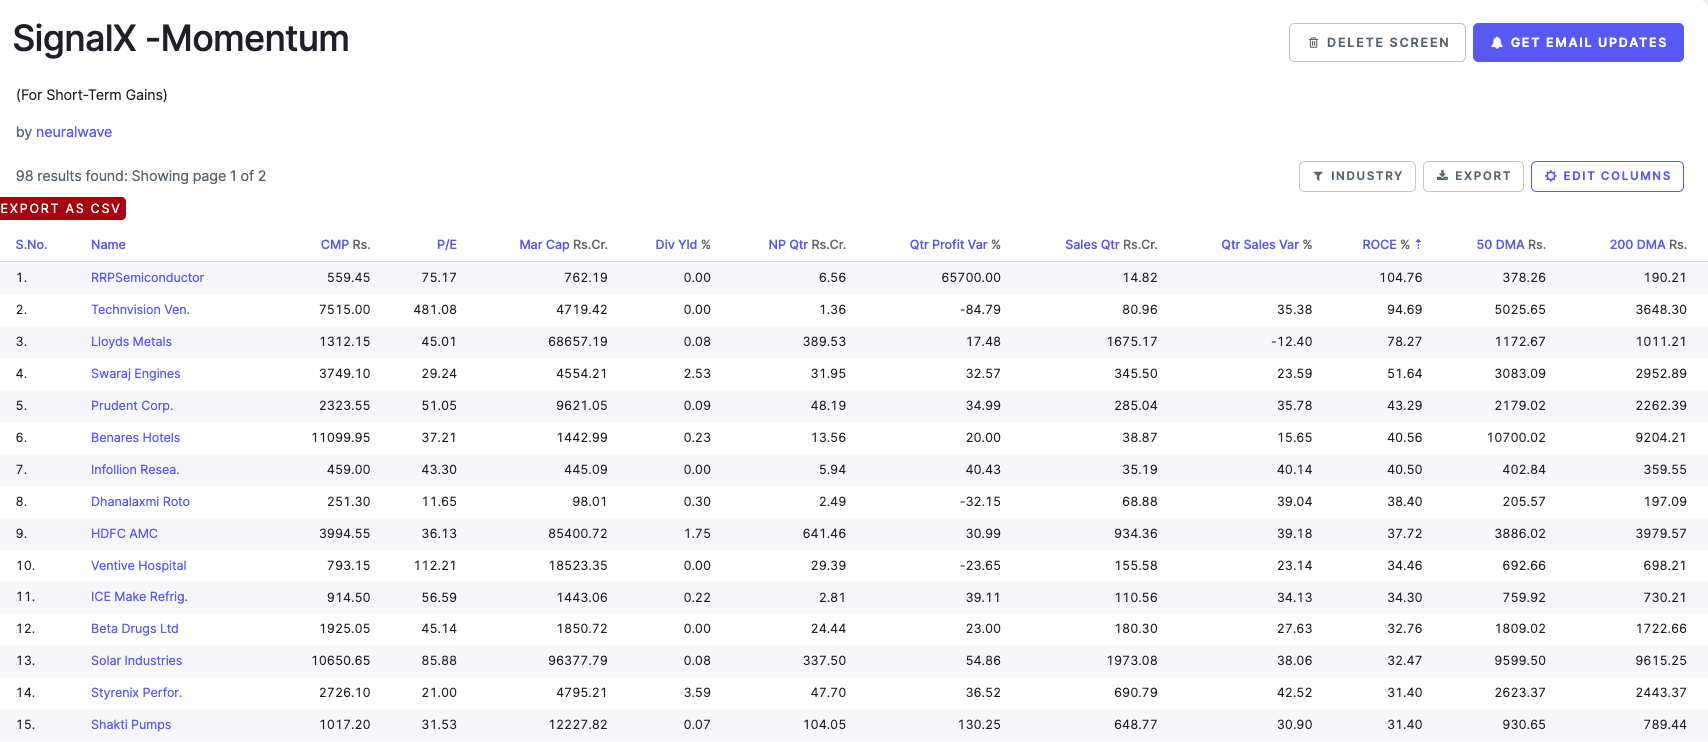 SignalX -Momentum
DELETE SCREEN
GET EMAIL UPDATES
(For Short-Term Gains)
by neuralwave
98 results found: Showing page 1 of 2
INDUSTRY
EXPORT
EDIT COLUMNS
EXPORT AS CSV
S.No. Name CMP Rs. P/E Mar Cap Rs.Cr. Div Yld % NP Qtr Rs.Cr. Qtr Profit Var % Sales Qtr Rs.Cr. Qtr Sales Var % ROCE % ⇡ 50 DMA Rs. 200 DMA Rs.
1. RRPSemiconductor 559.45 75.17 762.19 0.00 6.56 65700.00 14.82 104.76 378.26 190.21
2. Technvision Ven. 7515.00 481.08 4719.42 0.00 1.36 -84.79 80.96 35.38 94.69 5025.65 3648.30
3. Lloyds Metals 1312.15 45.01 68657.19 0.08 389.53 17.48 1675.17 -12.40 78.27 1172.67 1011.21
4. Swaraj Engines 3749.10 29.24 4554.21 2.53 31.95 32.57 345.50 23.59 51.64 3083.09 2952.89
5. Prudent Corp. 2323.55 51.05 9621.05 0.09 48.19 34.99 285.04 35.78 43.29 2179.02 2262.39
6. Benares Hotels 11099.95 37.21 1442.99 0.23 13.56 20.00 38.87 15.65 40.56 10700.02 9204.21
7. Infollion Resea. 459.00 43.30 445.09 0.00 5.94 40.43 35.19 40.14 40.50 402.84 359.55
8. Dhanalaxmi Roto 251.30 11.65 98.01 0.30 2.49 -32.15 68.88 39.04 38.40 205.57 197.09
9. HDFC AMC 3994.55 36.13 85400.72 1.75 641.46 30.99 934.36 39.18 37.72 3886.02 3979.57
10. Ventive Hospital 793.15 112.21 18523.35 0.00 29.39 -23.65 155.58 23.14 34.46 692.66 698.21
11. ICE Make Refrig. 914.50 56.59 1443.06 0.22 2.81 39.11 110.56 34.13 34.30 759.92 730.21
12. Beta Drugs Ltd 1925.05 45.14 1850.72 0.00 24.44 23.00 180.30 27.63 32.76 1809.02 1722.66
13. Solar Industries 10650.65 85.88 96377.79 0.08 337.50 54.86 1973.08 38.06 32.47 9599.50 9615.25
14. Styrenix Perfor. 2726.10 21.00 4795.21 3.59 47.70 36.52 690.79 42.52 31.40 2623.37 2443.37
15. Shakti Pumps 1017.20 31.53 12227.82 0.07 104.05 130.25 648.77 30.90 31.40 930.65 789.44